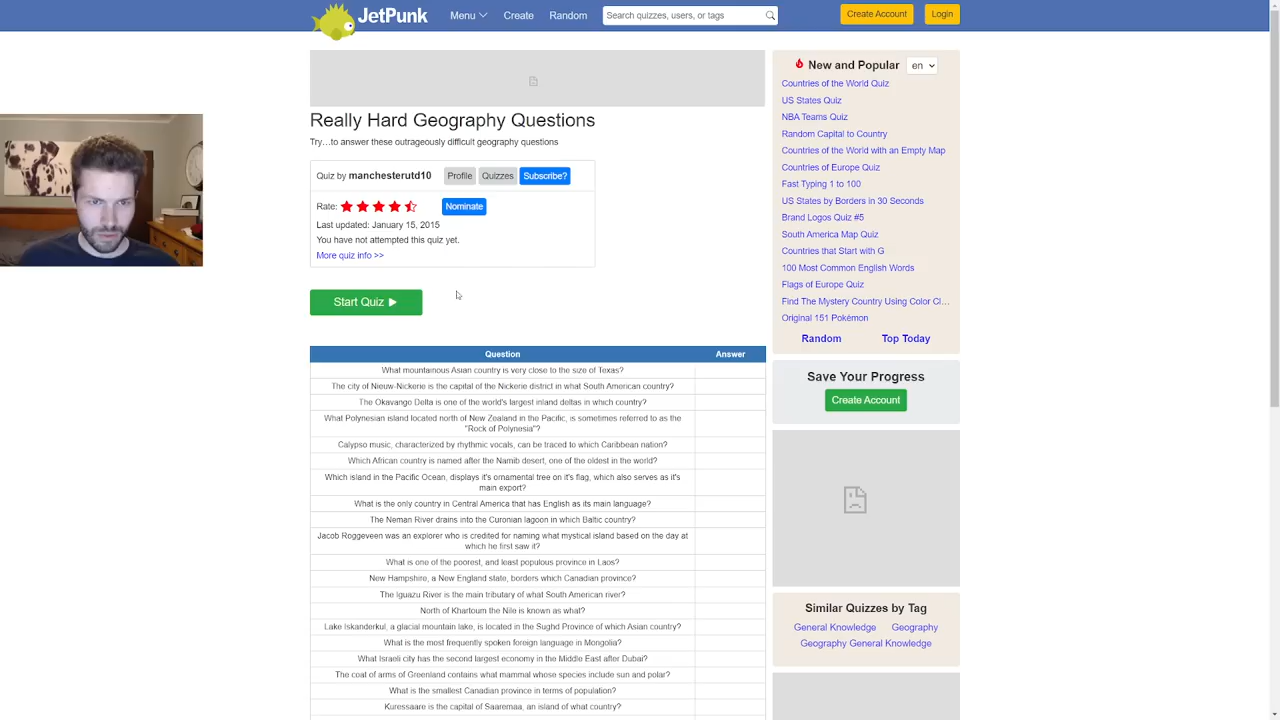 JetPunk
Menu
Create
Random
Search quizzes, users, or tags
Create Account
Login
Really Hard Geography Questions
Try…to answer these outrageously difficult geography questions
Quiz by manchesterutd10
Profile
Quizzes
Subscribe?
Rate:
Nominate
Last updated: January 15, 2015
You have not attempted this quiz yet.
More quiz info >>
Start Quiz
Question
Answer
What mountainous Asian country is very close to the size of Texas?
The city of Nieuw-Nickerie is the capital of the Nickerie district in what South American country?
The Okavango Delta is one of the world's largest inland deltas in which country?
What Polynesian island located north of New Zealand in the Pacific, is sometimes referred to as the
"Rock of Polynesia"?
Calypso music, characterized by rhythmic vocals, can be traced to which Caribbean nation?
Which African country is named after the Namib desert, one of the oldest in the world?
Which island in the Pacific Ocean, displays it's ornamental tree on it's flag, which also serves as it's
main export?
What is the only country in Central America that has English as its main language?
The Neman River drains into the Curonian lagoon in which Baltic country?
Jacob Roggeveen was an explorer who is credited for naming what mystical island based on the day at
which he first saw it?
What is one of the poorest, and least populous province in Laos?
New Hampshire, a New England state, borders which Canadian province?
The Iguazu River is the main tributary of what South American river?
North of Khartoum the Nile is known as what?
Lake Iskanderkul, a glacial mountain lake, is located in the Sughd Province of which Asian country?
What is the most frequently spoken foreign language in Mongolia?
What Israeli city has the second largest economy in the Middle East after Dubai?
The coat of arms of Greenland contains what mammal whose species include sun and polar?
What is the smallest Canadian province in terms of population?
Kuressaare is the capital of Saaremaa, an island of what country?
New and Popular
en
Countries of the World Quiz
US States Quiz
NBA Teams Quiz
Random Capital to Country
Countries of the World with an Empty Map
Countries of Europe Quiz
Fast Typing 1 to 100
US States by Borders in 30 Seconds
Brand Logos Quiz #5
South America Map Quiz
Countries that Start with G
100 Most Common English Words
Flags of Europe Quiz
Find The Mystery Country Using Color Cl…
Original 151 Pokémon
Random
Top Today
Save Your Progress
Create Account
Similar Quizzes by Tag
General Knowledge
Geography
Geography General Knowledge